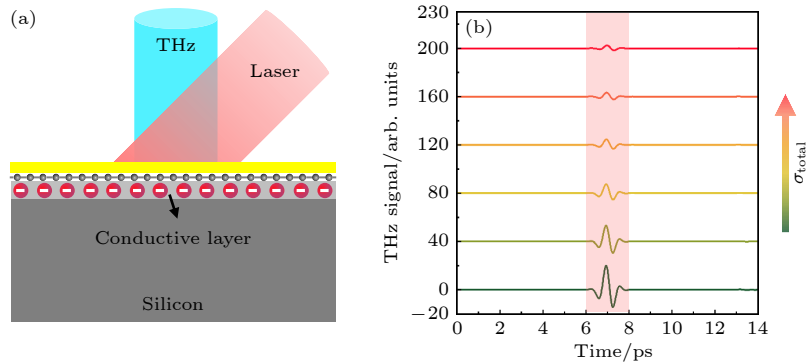 (a)
THz
Laser
Conductive layer
Silicon
(b)
THz signal/arb. units
230
200
160
120
80
40
0
−20
0
2
4
6
8
10
12
14
Time/ps
σtotal